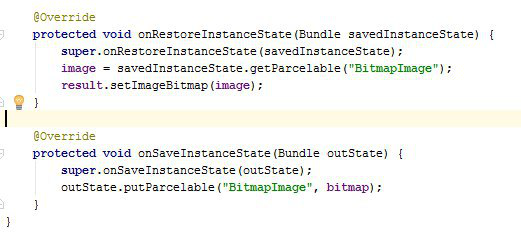 @Override
protected void onRestoreInstanceState(Bundle savedInstanceState) {
super.onRestoreInstanceState(savedInstanceState);
image = savedInstanceState.getParcelable("BitmapImage");
result.setImageBitmap(image);
}
@Override
protected void onSaveInstanceState(Bundle outState) {
super.onSaveInstanceState(outState);
outState.putParcelable("BitmapImage", bitmap);
}
}